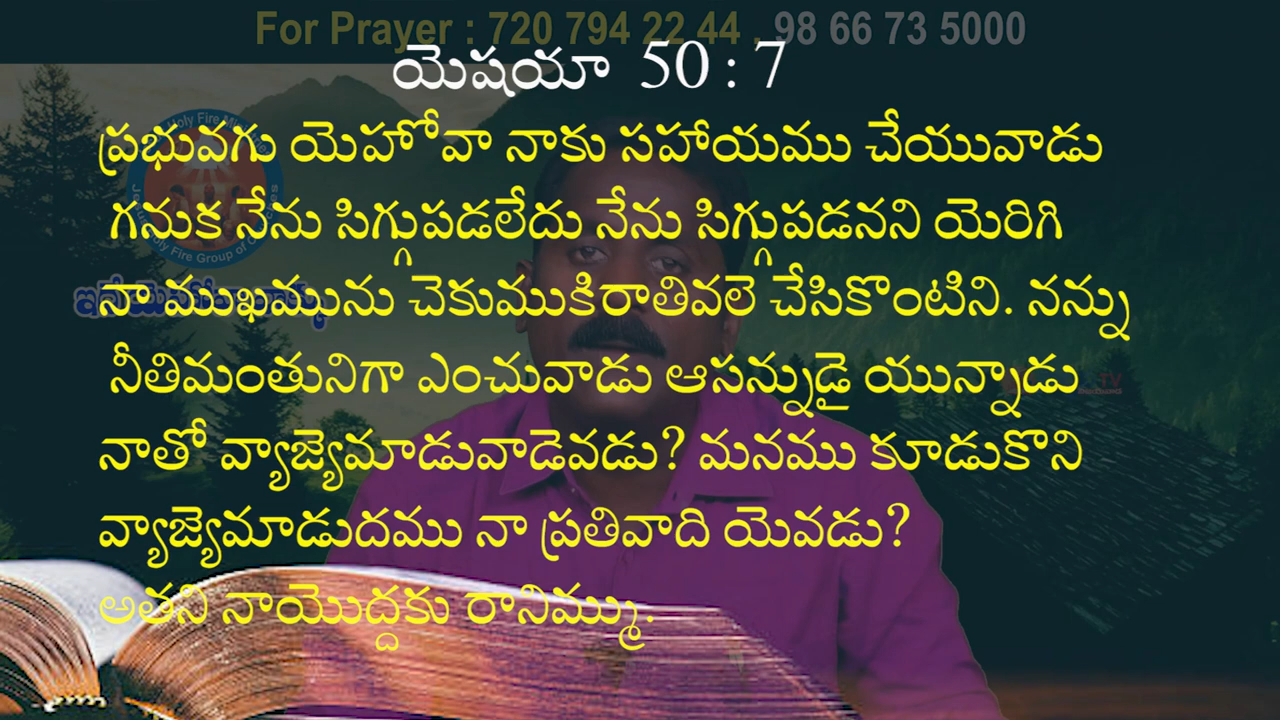 For Prayer : 720 794 22 44 , 98 66 73 5000
యెషయా 50 : 7
ప్రభువగు యెహోవా నాకు సహాయము చేయువాడు
గనుక నేను సిగ్గుపడలేదు నేను సిగ్గుపడనని యెరిగి
నా ముఖమును చెకుముకిరాతివలె చేసికొంటిని. నన్ను
నీతిమంతునిగా ఎంచువాడు ఆసన్నుడై యున్నాడు
నాతో వ్యాజ్యెమాడువాడెవడు? మనము కూడుకొని
వ్యాజ్యెమాడుదము నా ప్రతివాది యెవడు?
అతని నాయొద్దకు రానిమ్ము.